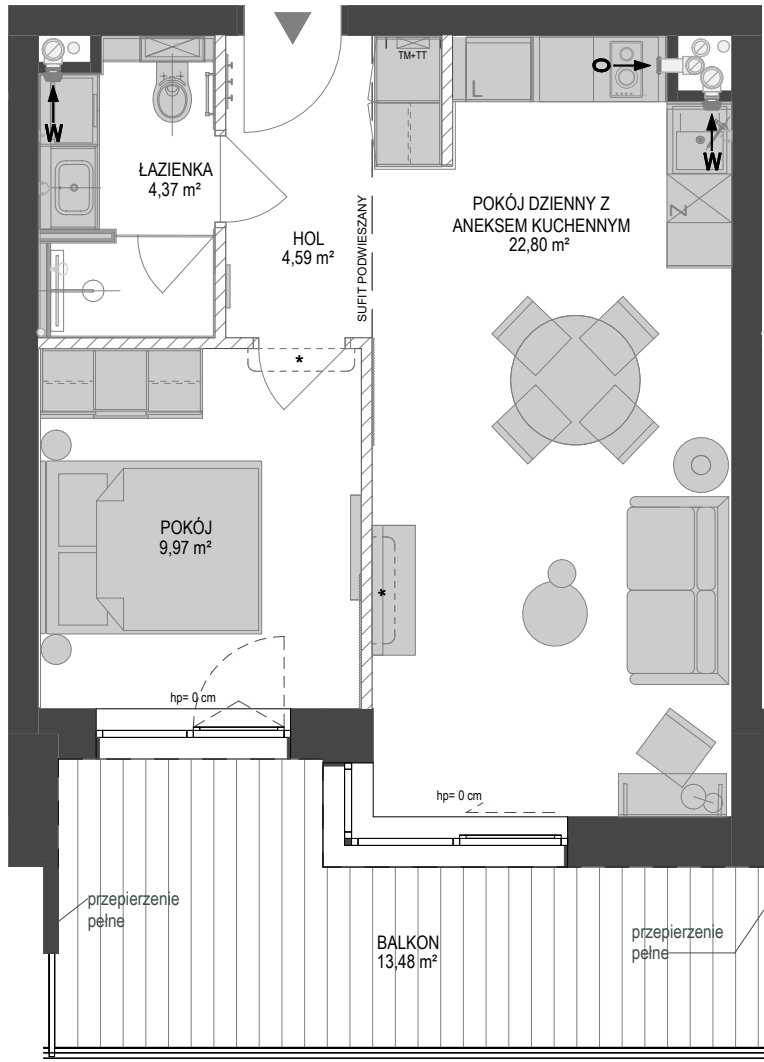 TM+TT
L
O
W
W
ŁAZIENKA
4,37 m²
HOL
4,59 m²
SUFIT PODWIESZANY
POKÓJ DZIENNY Z
ANEKSEM KUCHENNYM
22,80 m²
Z
*
POKÓJ
9,97 m²
*
hp= 0 cm
hp= 0 cm
przepierzenie
pełne
BALKON
13,48 m²
przepierzenie
pełne